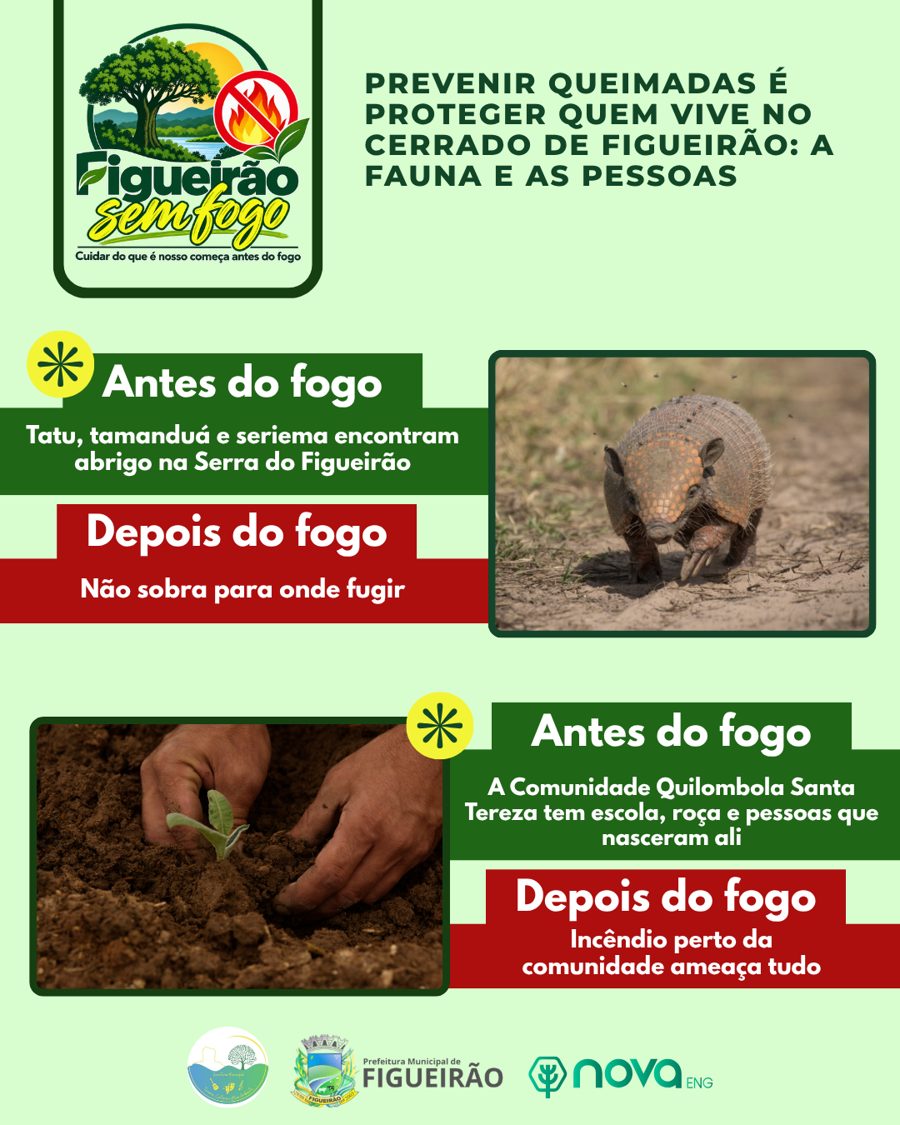 Figueirão
sem fogo
Cuidar do que é nosso começa antes do fogo
PREVENIR QUEIMADAS É
PROTEGER QUEM VIVE NO
CERRADO DE FIGUEIRÃO: A
FAUNA E AS PESSOAS
Antes do fogo
Tatu, tamanduá e seriema encontram
abrigo na Serra do Figueirão
Depois do fogo
Não sobra para onde fugir
Antes do fogo
A Comunidade Quilombola Santa
Tereza tem escola, roça e pessoas que
nasceram ali
Depois do fogo
Incêndio perto da
comunidade ameaça tudo
FIGUEIRÃO
Prefeitura Municipal de
FIGUEIRÃO
nova ENG